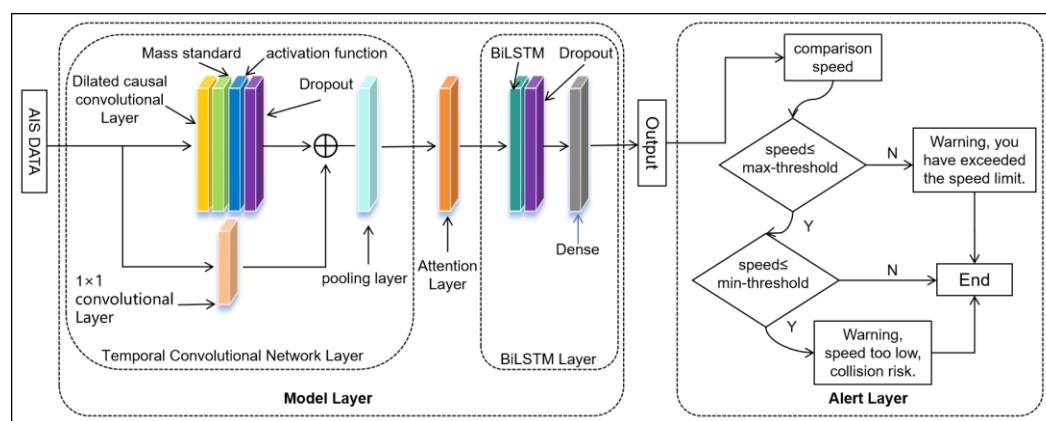 AIS DATA
Dilated causal
convolutional
Layer
Mass standard
activation function
Dropout
1×1
convolutional
Layer
pooling layer
Temporal Convolutional Network Layer
Attention
Layer
BiLSTM
Dropout
Dense
BiLSTM Layer
Model Layer
Output
comparison
speed
speed≤
max-threshold
N
Warning, you
have exceeded
the speed limit.
Y
speed≤
min-threshold
N
End
Y
Warning,
speed too low,
collision risk.
Alert Layer